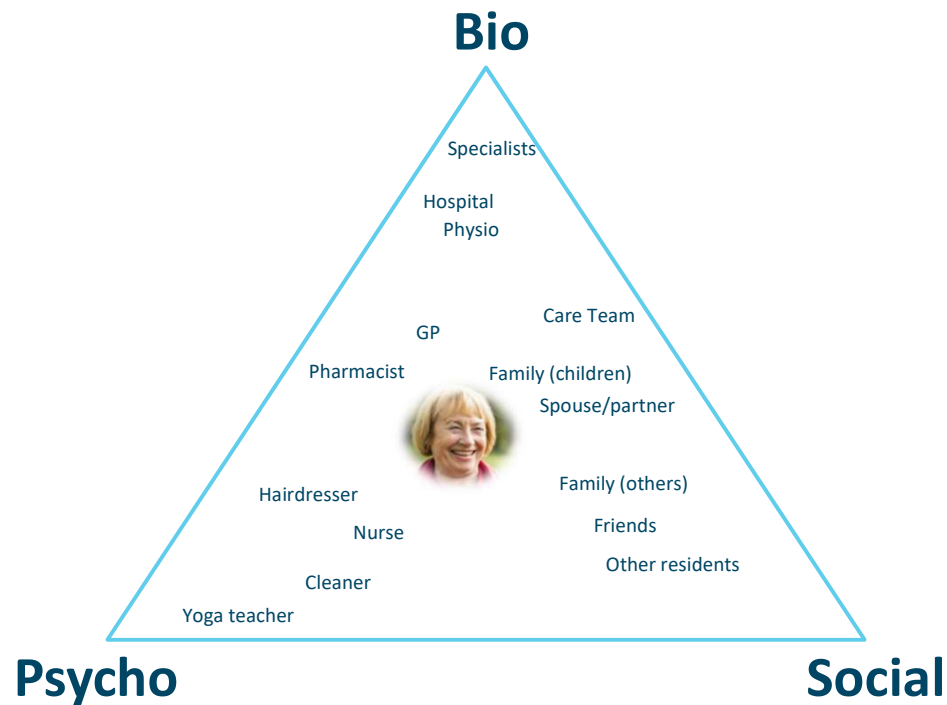 Bio
Specialists
Hospital
Physio
Care Team
GP
Pharmacist
Family (children)
Spouse/partner
Family (others)
Hairdresser
Friends
Nurse
Other residents
Cleaner
Yoga teacher
Psycho
Social